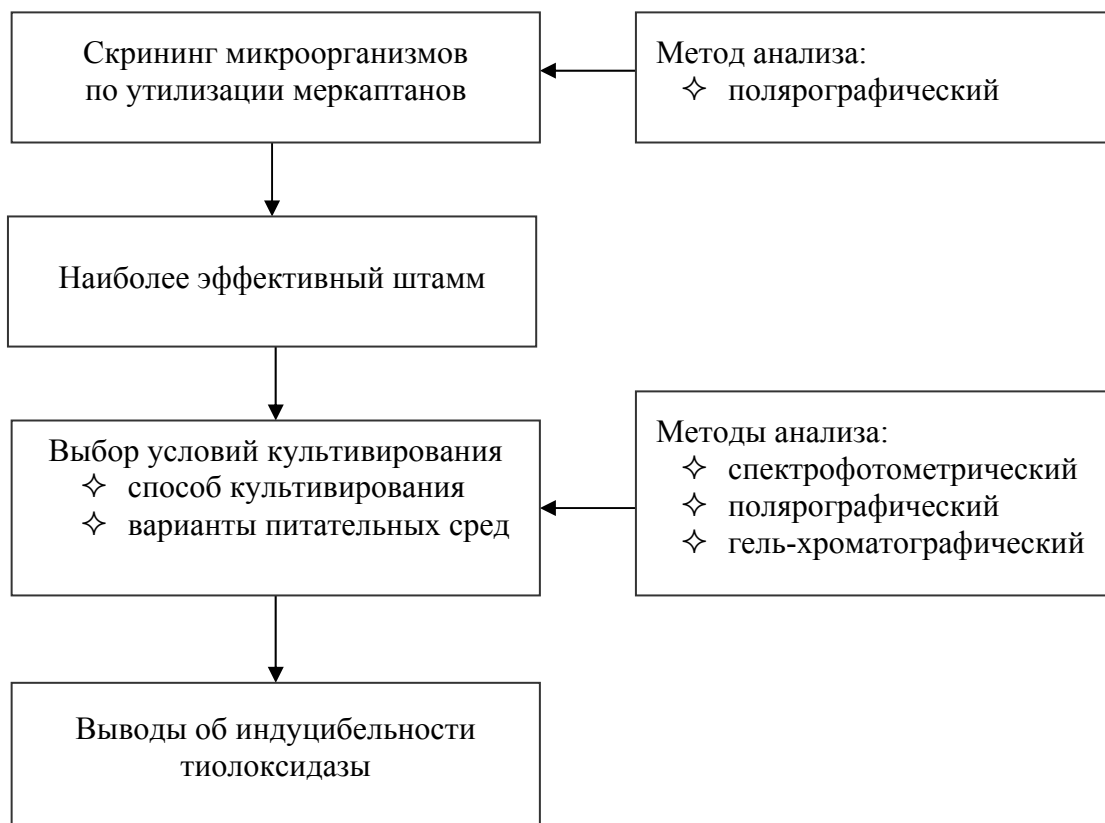 Скрининг микроорганизмов
по утилизации меркаптанов
Метод анализа:
✧ полярографический
Наиболее эффективный штамм
Выбор условий культивирования
✧ способ культивирования
✧ варианты питательных сред
Методы анализа:
✧ спектрофотометрический
✧ полярографический
✧ гель-хроматографический
Выводы об индуцибельности
тиолоксидазы